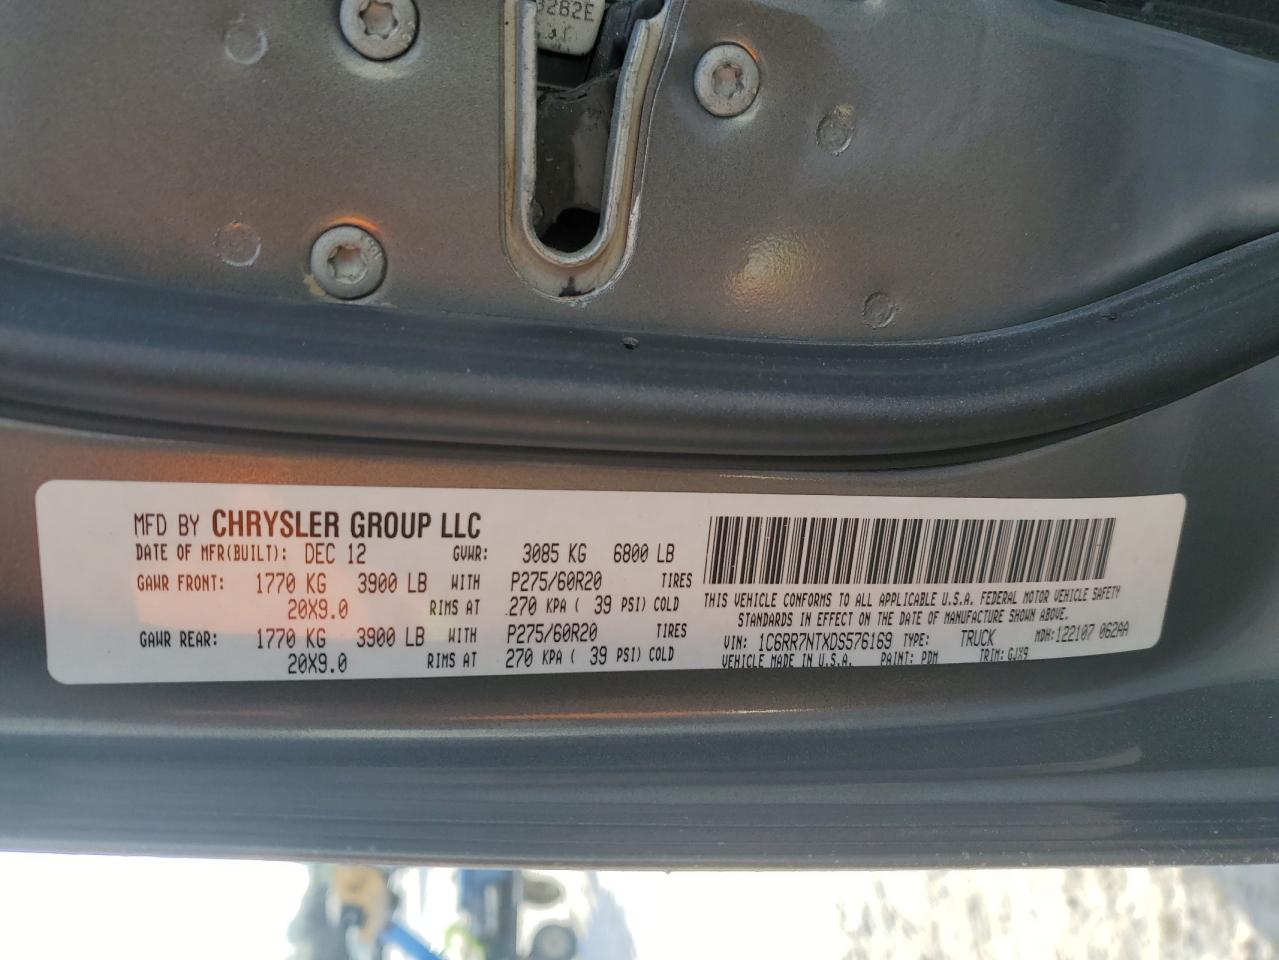 3282E
MFD BY CHRYSLER GROUP LLC
DATE OF MFR(BUILT): DEC 12 GVWR: 3085 KG 6800 LB
GAWR FRONT: 1770 KG 3900 LB WITH P275/60R20 TIRES
20X9.0 RIMS AT 270 KPA ( 39 PSI) COLD
GAWR REAR: 1770 KG 3900 LB WITH P275/60R20 TIRES
20X9.0 RIMS AT 270 KPA ( 39 PSI) COLD
THIS VEHICLE CONFORMS TO ALL APPLICABLE U.S.A. FEDERAL MOTOR VEHICLE SAFETY
STANDARDS IN EFFECT ON THE DATE OF MANUFACTURE SHOWN ABOVE.
VIN: 1C6RR7NTXDS576169 TYPE: TRUCK MDH:122107 062AA
VEHICLE MADE IN U.S.A. PAINT: PDM TRIM: GJX9